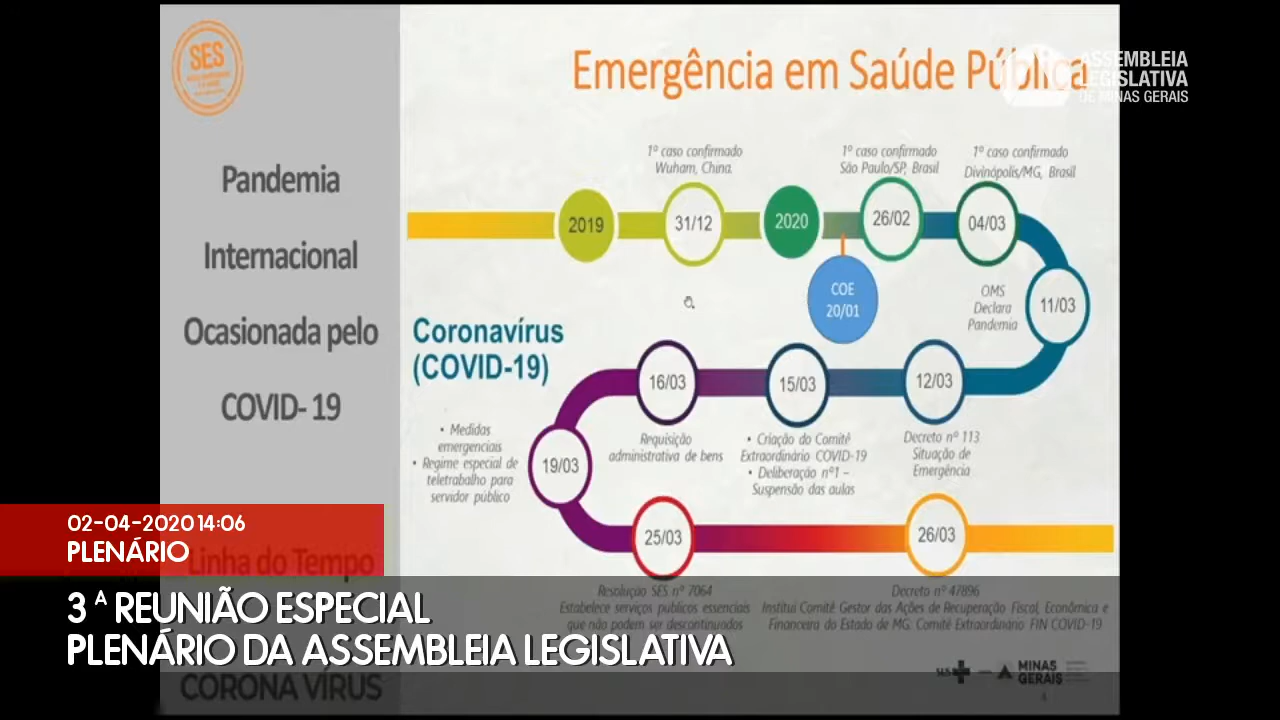 SES
Emergência em Saúde Pública
ASSEMBLEIA
LEGISLATIVA
DE MINAS GERAIS
Pandemia
Internacional
Ocasionada pelo
COVID- 19
1º caso confirmado
Wuham, China.
1º caso confirmado
São Paulo/SP, Brasil
1º caso confirmado
Divinópolis/MG, Brasil
2019
31/12
2020
26/02
04/03
COE
20/01
OMS
Declara
Pandemia
11/03
Coronavírus
(COVID-19)
16/03
15/03
12/03
Requisição
administrativa de bens
• Criação do Comitê
Extraordinário COVID-19
• Deliberação nº1 –
Suspensão das aulas
Decreto nº 113
Situação de
Emergência
• Medidas
emergenciais
• Regime especial de
teletrabalho para
servidor público
19/03
25/03
26/03
Resolução SES nº 7064
Estabelece serviços públicos essenciais
que não podem ser descontinuados
Decreto nº 47896
Institui Comitê Gestor das Ações de Recuperação Fiscal, Econômica e
Financeira do Estado de MG. Comitê Extraordinário FIN COVID-19
02-04-2020 14:06
PLENÁRIO
Linha do Tempo
3ª REUNIÃO ESPECIAL
PLENÁRIO DA ASSEMBLEIA LEGISLATIVA
CORONA VÍRUS
SUS
MINAS
GERAIS
4